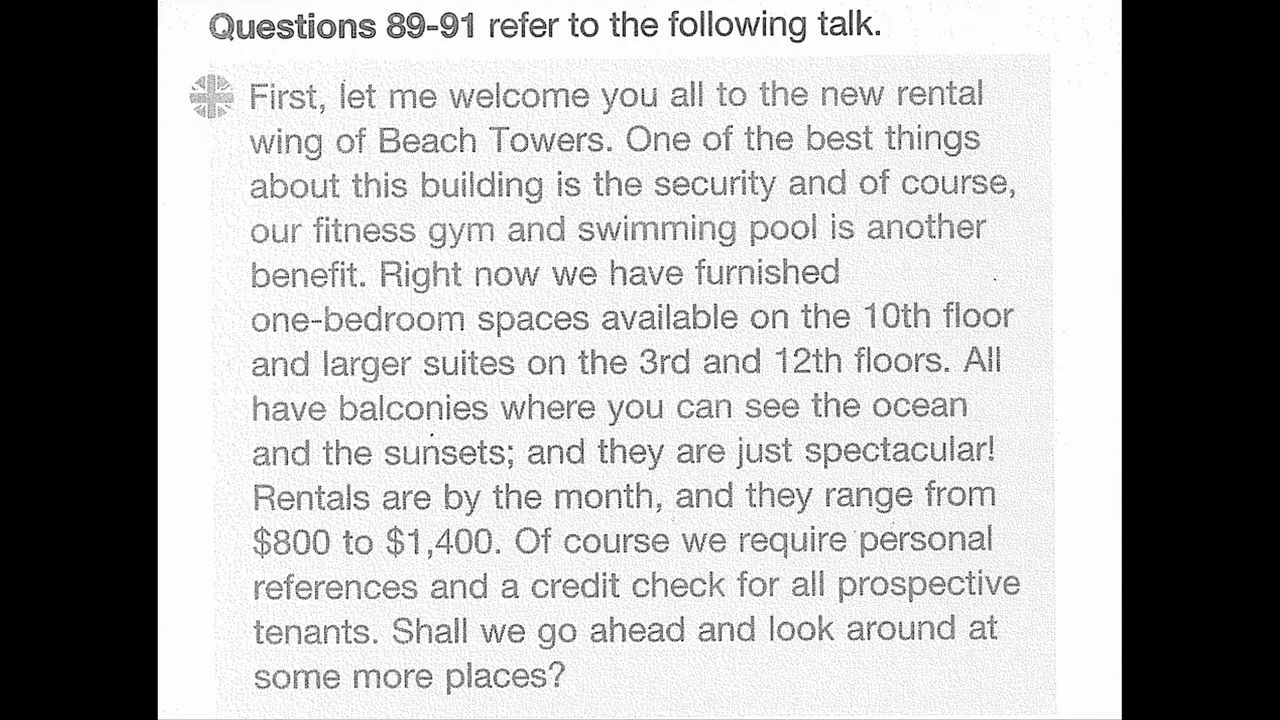 Questions 89-91 refer to the following talk.
First, let me welcome you all to the new rental
wing of Beach Towers. One of the best things
about this building is the security and of course,
our fitness gym and swimming pool is another
benefit. Right now we have furnished
one-bedroom spaces available on the 10th floor
and larger suites on the 3rd and 12th floors. All
have balconies where you can see the ocean
and the sunsets; and they are just spectacular!
Rentals are by the month, and they range from
$800 to $1,400. Of course we require personal
references and a credit check for all prospective
tenants. Shall we go ahead and look around at
some more places?